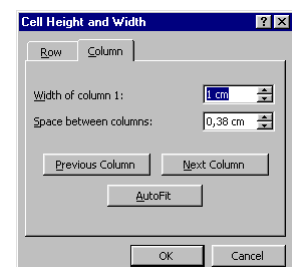 Cell Height and Width
Row Column
Width of column 1: 1 cm
Space between columns: 0,38 cm
Previous Column Next Column
AutoFit
OK Cancel